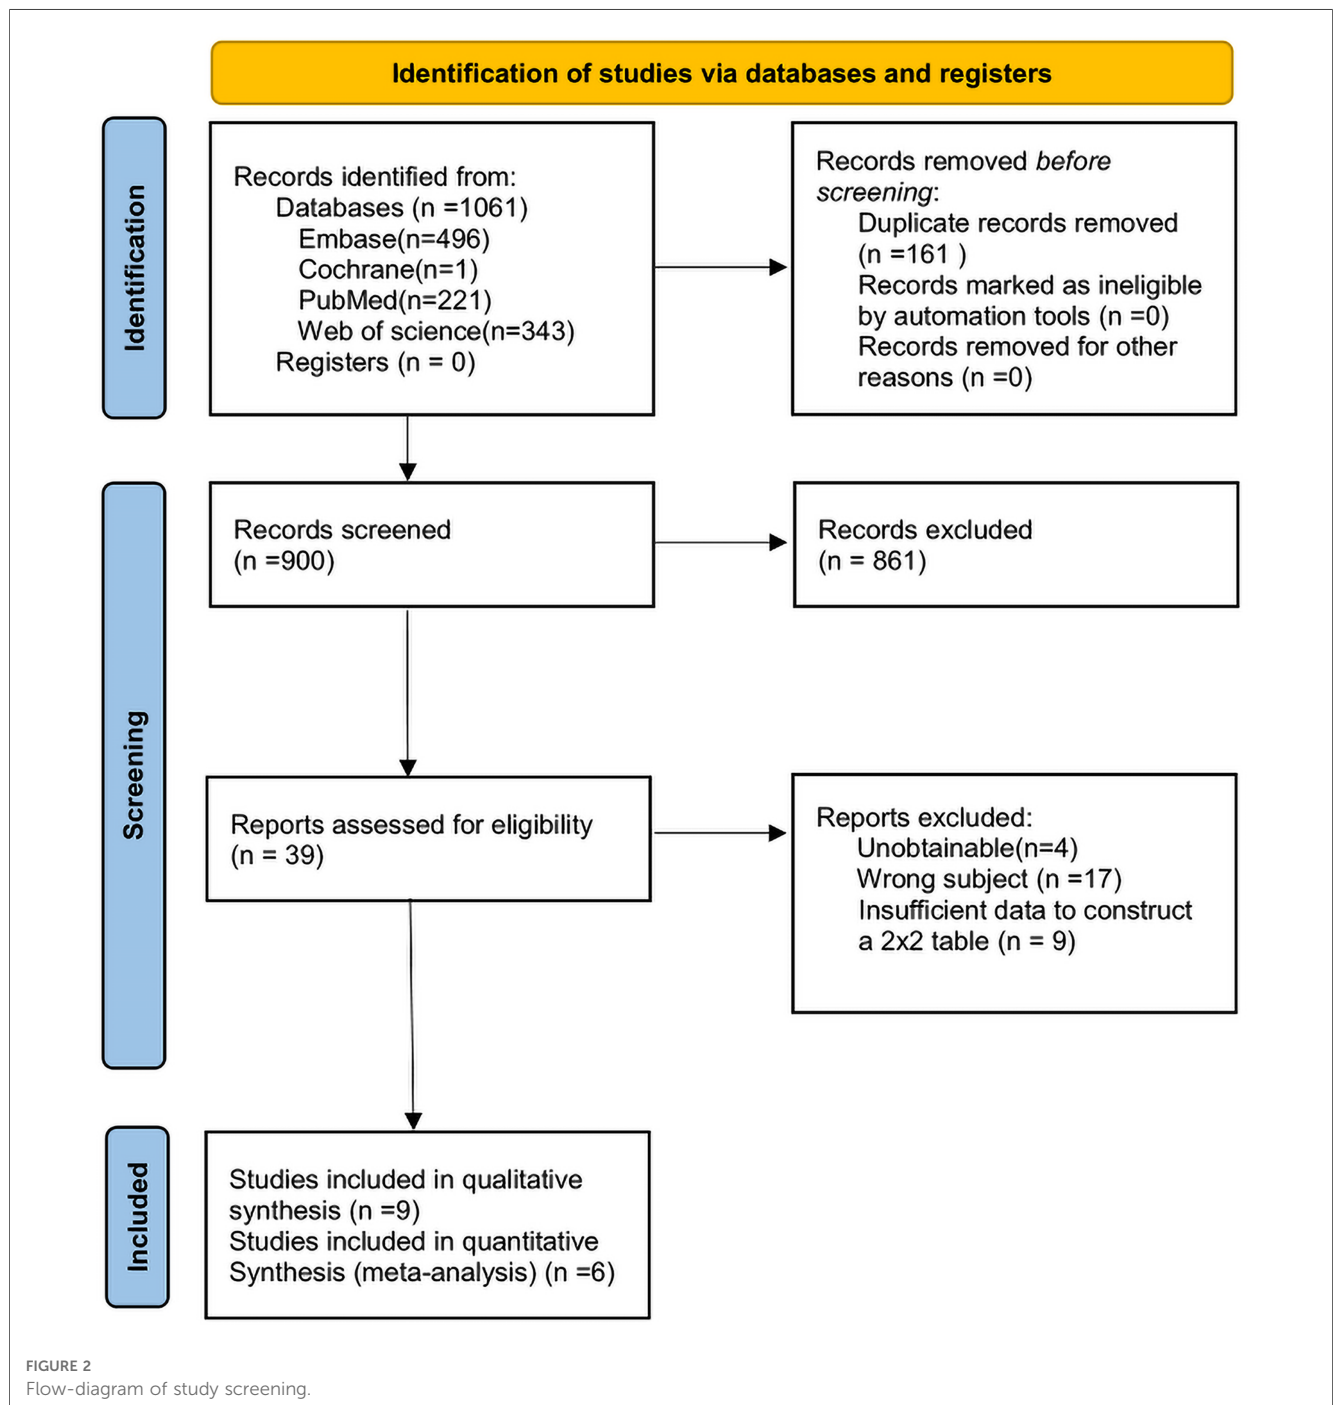 Identification of studies via databases and registers
Identification
Records identified from:
Databases (n =1061)
Embase(n=496)
Cochrane(n=1)
PubMed(n=221)
Web of science(n=343)
Registers (n = 0)
Records removed before
screening:
Duplicate records removed
(n =161 )
Records marked as ineligible
by automation tools (n =0)
Records removed for other
reasons (n =0)
Screening
Records screened
(n =900)
Records excluded
(n = 861)
Reports assessed for eligibility
(n = 39)
Reports excluded:
Unobtainable(n=4)
Wrong subject (n =17)
Insufficient data to construct
a 2x2 table (n = 9)
Included
Studies included in qualitative
synthesis (n =9)
Studies included in quantitative
Synthesis (meta-analysis) (n =6)
FIGURE 2
Flow-diagram of study screening.